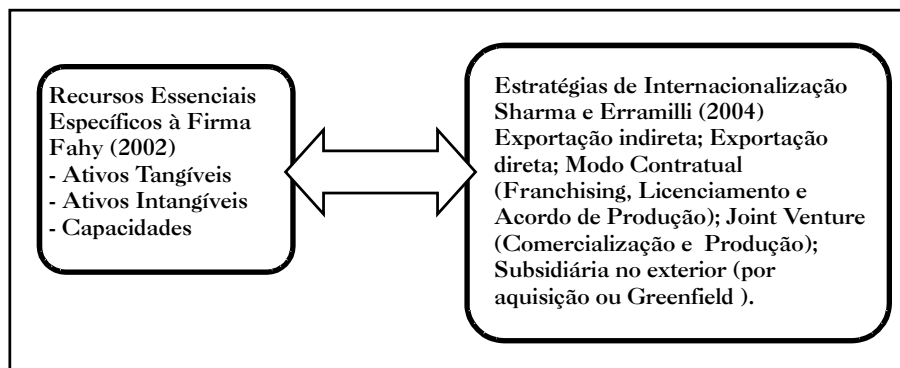 Recursos Essenciais
Específicos à Firma
Fahy (2002)
- Ativos Tangíveis
- Ativos Intangíveis
- Capacidades
Estratégias de Internacionalização
Sharma e Erramilli (2004)
Exportação indireta; Exportação
direta; Modo Contratual
(Franchising, Licenciamento e
Acordo de Produção); Joint Venture
(Comercialização e  Produção);
Subsidiária no exterior (por
aquisição ou Greenfield ).